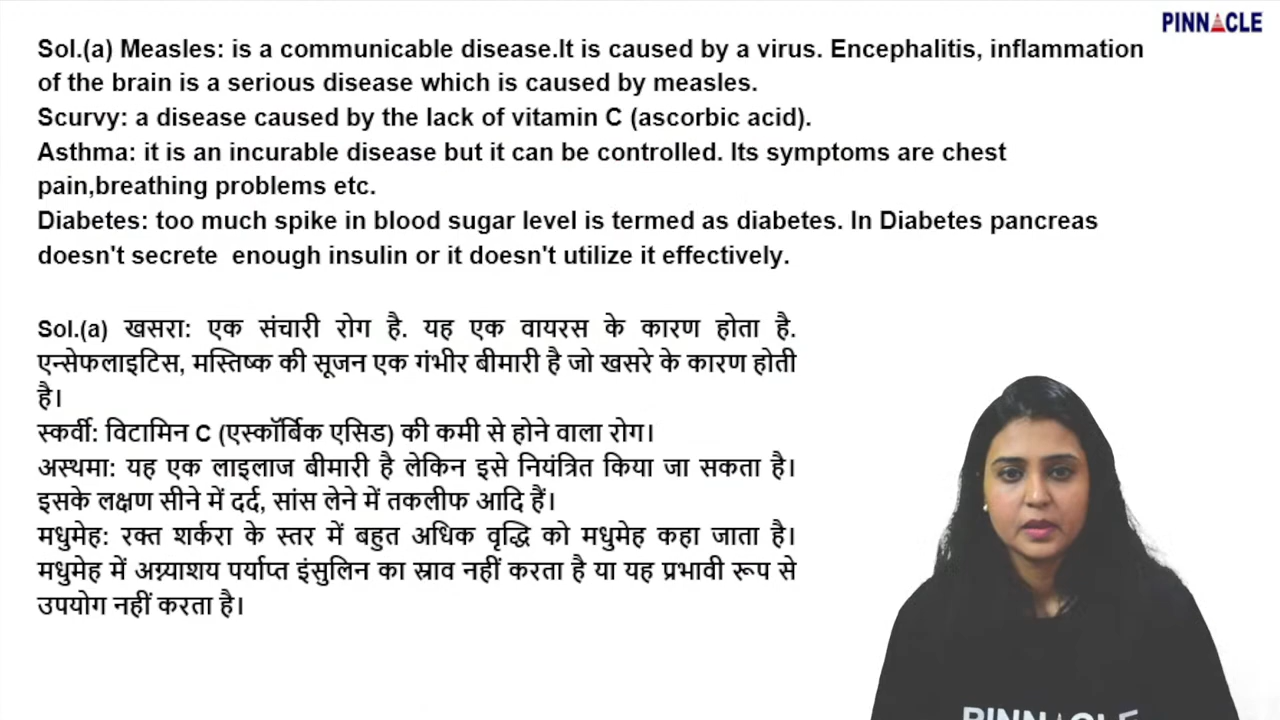 PINNACLE
Sol.(a) Measles: is a communicable disease.It is caused by a virus. Encephalitis, inflammation
of the brain is a serious disease which is caused by measles.
Scurvy: a disease caused by the lack of vitamin C (ascorbic acid).
Asthma: it is an incurable disease but it can be controlled. Its symptoms are chest
pain,breathing problems etc.
Diabetes: too much spike in blood sugar level is termed as diabetes. In Diabetes pancreas
doesn't secrete  enough insulin or it doesn't utilize it effectively.
Sol.(a) खसरा: एक संचारी रोग है. यह एक वायरस के कारण होता है.
एन्सेफलाइटिस, मस्तिष्क की सूजन एक गंभीर बीमारी है जो खसरे के कारण होती
है।
स्कर्वी: विटामिन C (एस्कॉर्बिक एसिड) की कमी से होने वाला रोग।
अस्थमा: यह एक लाइलाज बीमारी है लेकिन इसे नियंत्रित किया जा सकता है।
इसके लक्षण सीने में दर्द, सांस लेने में तकलीफ आदि हैं।
मधुमेह: रक्त शर्करा के स्तर में बहुत अधिक वृद्धि को मधुमेह कहा जाता है।
मधुमेह में अग्न्याशय पर्याप्त इंसुलिन का स्राव नहीं करता है या यह प्रभावी रूप से
उपयोग नहीं करता है।
PINNACLE